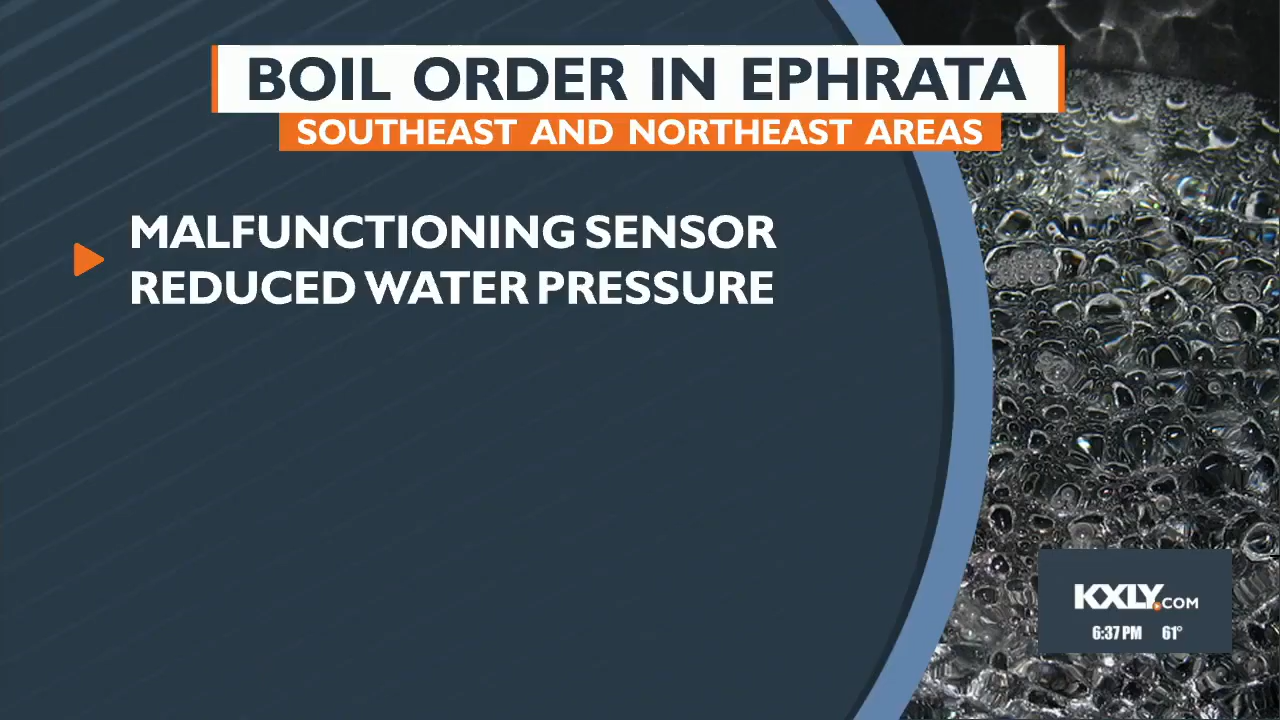 BOIL ORDER IN EPHRATA
SOUTHEAST AND NORTHEAST AREAS
MALFUNCTIONING SENSOR
REDUCED WATER PRESSURE
KXLY.COM
6:37 PM 61°